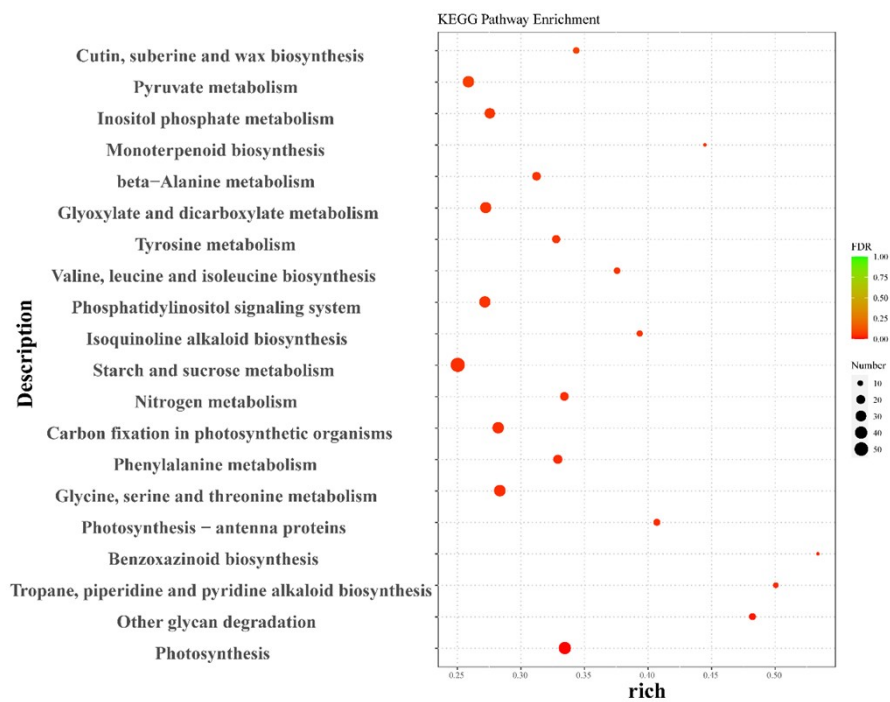 KEGG Pathway Enrichment
Cutin, suberine and wax biosynthesis
Pyruvate metabolism
Inositol phosphate metabolism
Monoterpenoid biosynthesis
beta−Alanine metabolism
Glyoxylate and dicarboxylate metabolism
Tyrosine metabolism
Valine, leucine and isoleucine biosynthesis
Phosphatidylinositol signaling system
Isoquinoline alkaloid biosynthesis
Starch and sucrose metabolism
Nitrogen metabolism
Carbon fixation in photosynthetic organisms
Phenylalanine metabolism
Glycine, serine and threonine metabolism
Photosynthesis − antenna proteins
Benzoxazinoid biosynthesis
Tropane, piperidine and pyridine alkaloid biosynthesis
Other glycan degradation
Photosynthesis
Description
0.25 0.30 0.35 0.40 0.45 0.50
rich
FDR
1.00
0.75
0.50
0.25
0.00
Number
10
20
30
40
50